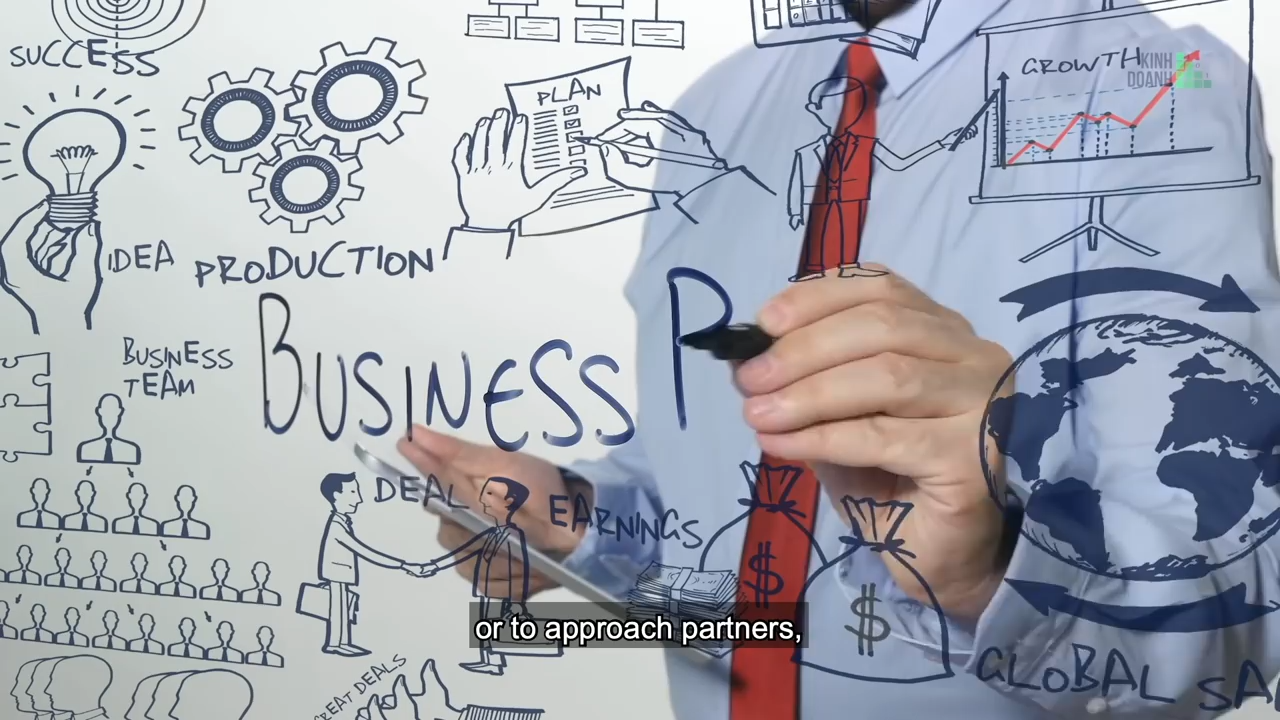 SUCCESS
PLAN
GROWTH
KINH
DOANH
IDEA
PRODUCTION
BUSINESS
TEAM
BUSINESS P
DEAL
EARNINGS
$
$
or to approach partners,
GREAT DEALS
GLOBAL SA